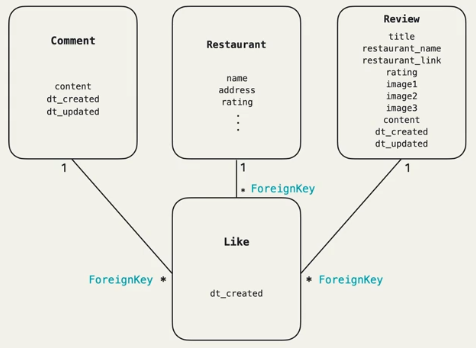 Comment
content
dt_created
dt_updated
Restaurant
name
address
rating
.
.
.
Review
title
restaurant_name
restaurant_link
rating
image1
image2
image3
content
dt_created
dt_updated
1
1
1
* ForeignKey
ForeignKey *
* ForeignKey
Like
dt_created